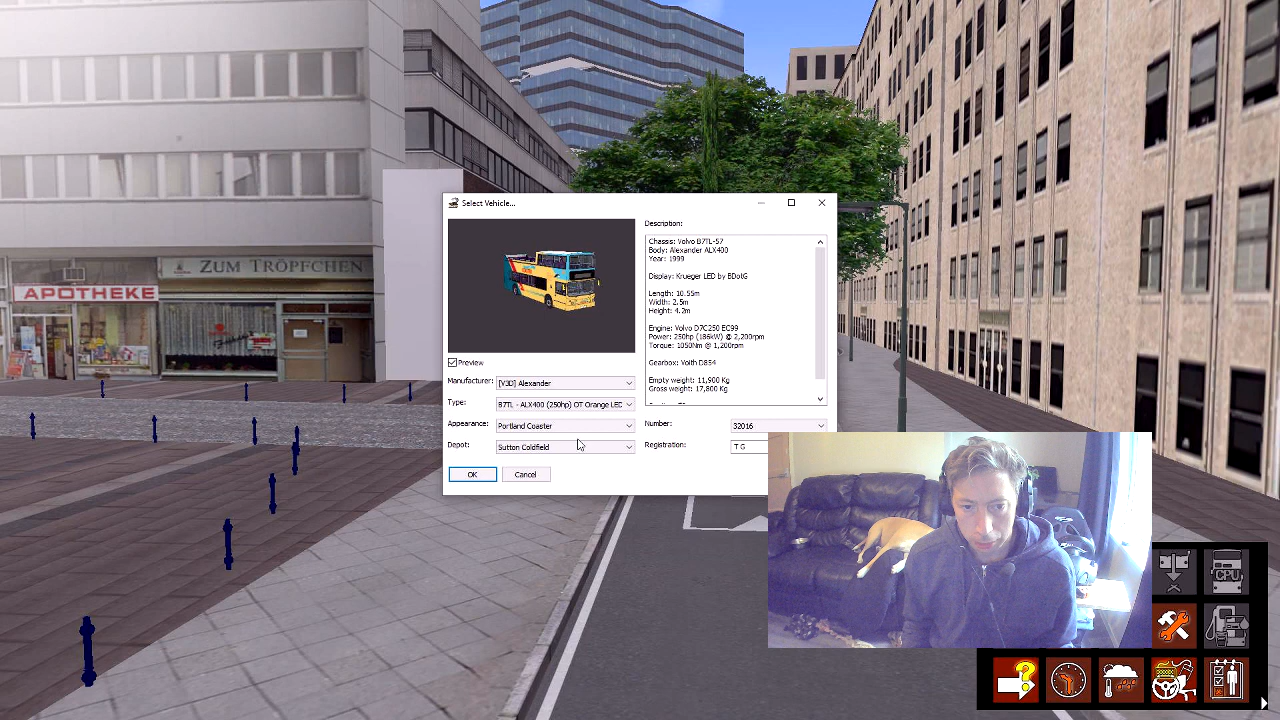 ZUM TRÖPFCHEN
APOTHEKE
Select Vehicle...
Preview
Manufacturer:
[V3D] Alexander
Type:
B7TL - ALX400 (250hp) OT Orange LED
Appearance:
Portland Coaster
Depot:
Sutton Coldfield
OK
Cancel
Description:
Chassis: Volvo B7TL-57
Body: Alexander ALX400
Year: 1999
Display: Krueger LED by BDotG
Length: 10.55m
Width: 2.5m
Height: 4.2m
Engine: Volvo D7C250 EC99
Power: 250hp (186kW) @ 2,200rpm
Torque: 1050Nm @ 1,200rpm
Gearbox: Voith D854
Empty weight: 11,900 Kg
Gross weight: 17,800 Kg
Number:
32016
Registration:
T G
CPU
?